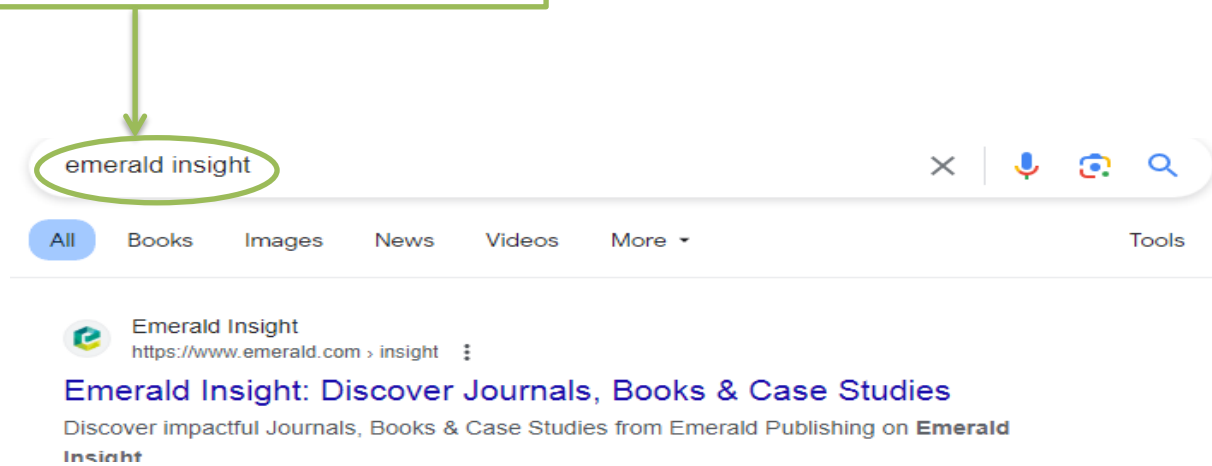 emerald insight
All Books Images News Videos More Tools
Emerald Insight
https://www.emerald.com › insight
Emerald Insight: Discover Journals, Books & Case Studies
Discover impactful Journals, Books & Case Studies from Emerald Publishing on Emerald
Insight